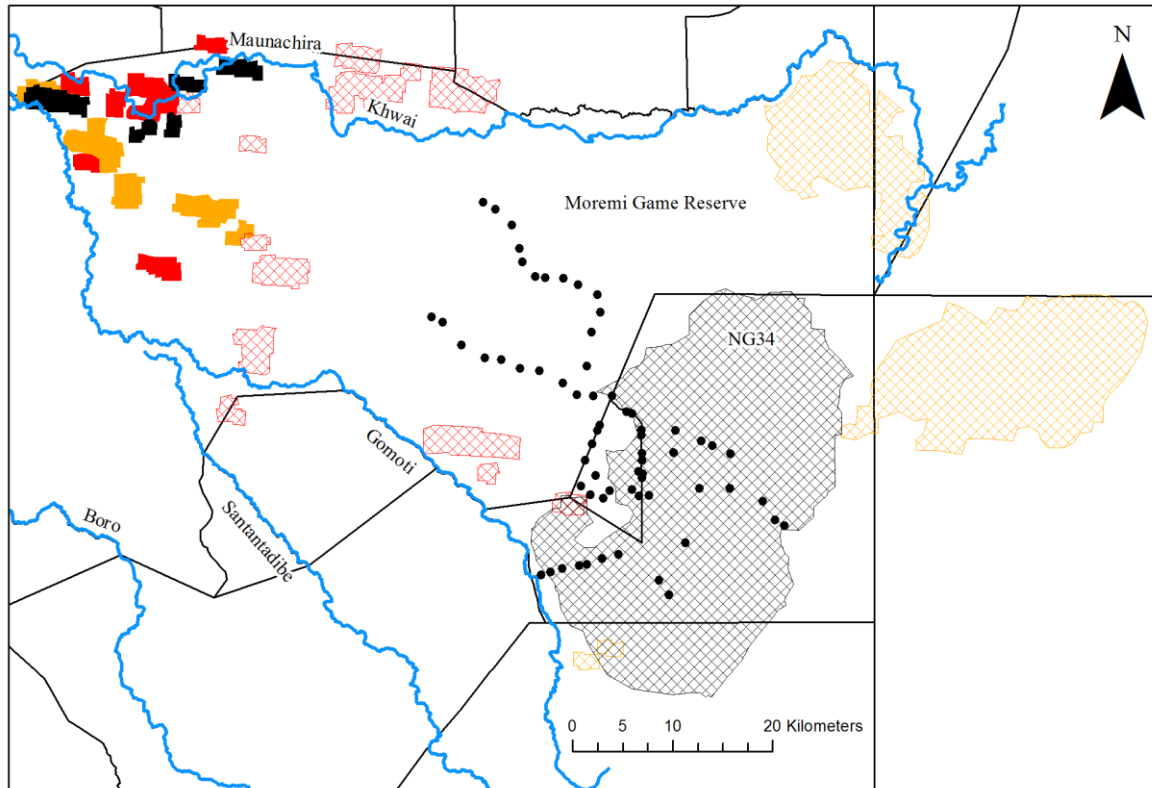 N
Maunachira
Khwai
Moremi Game Reserve
NG34
Gomoti
Santantadibe
Boro
0 5 10 20 Kilometers